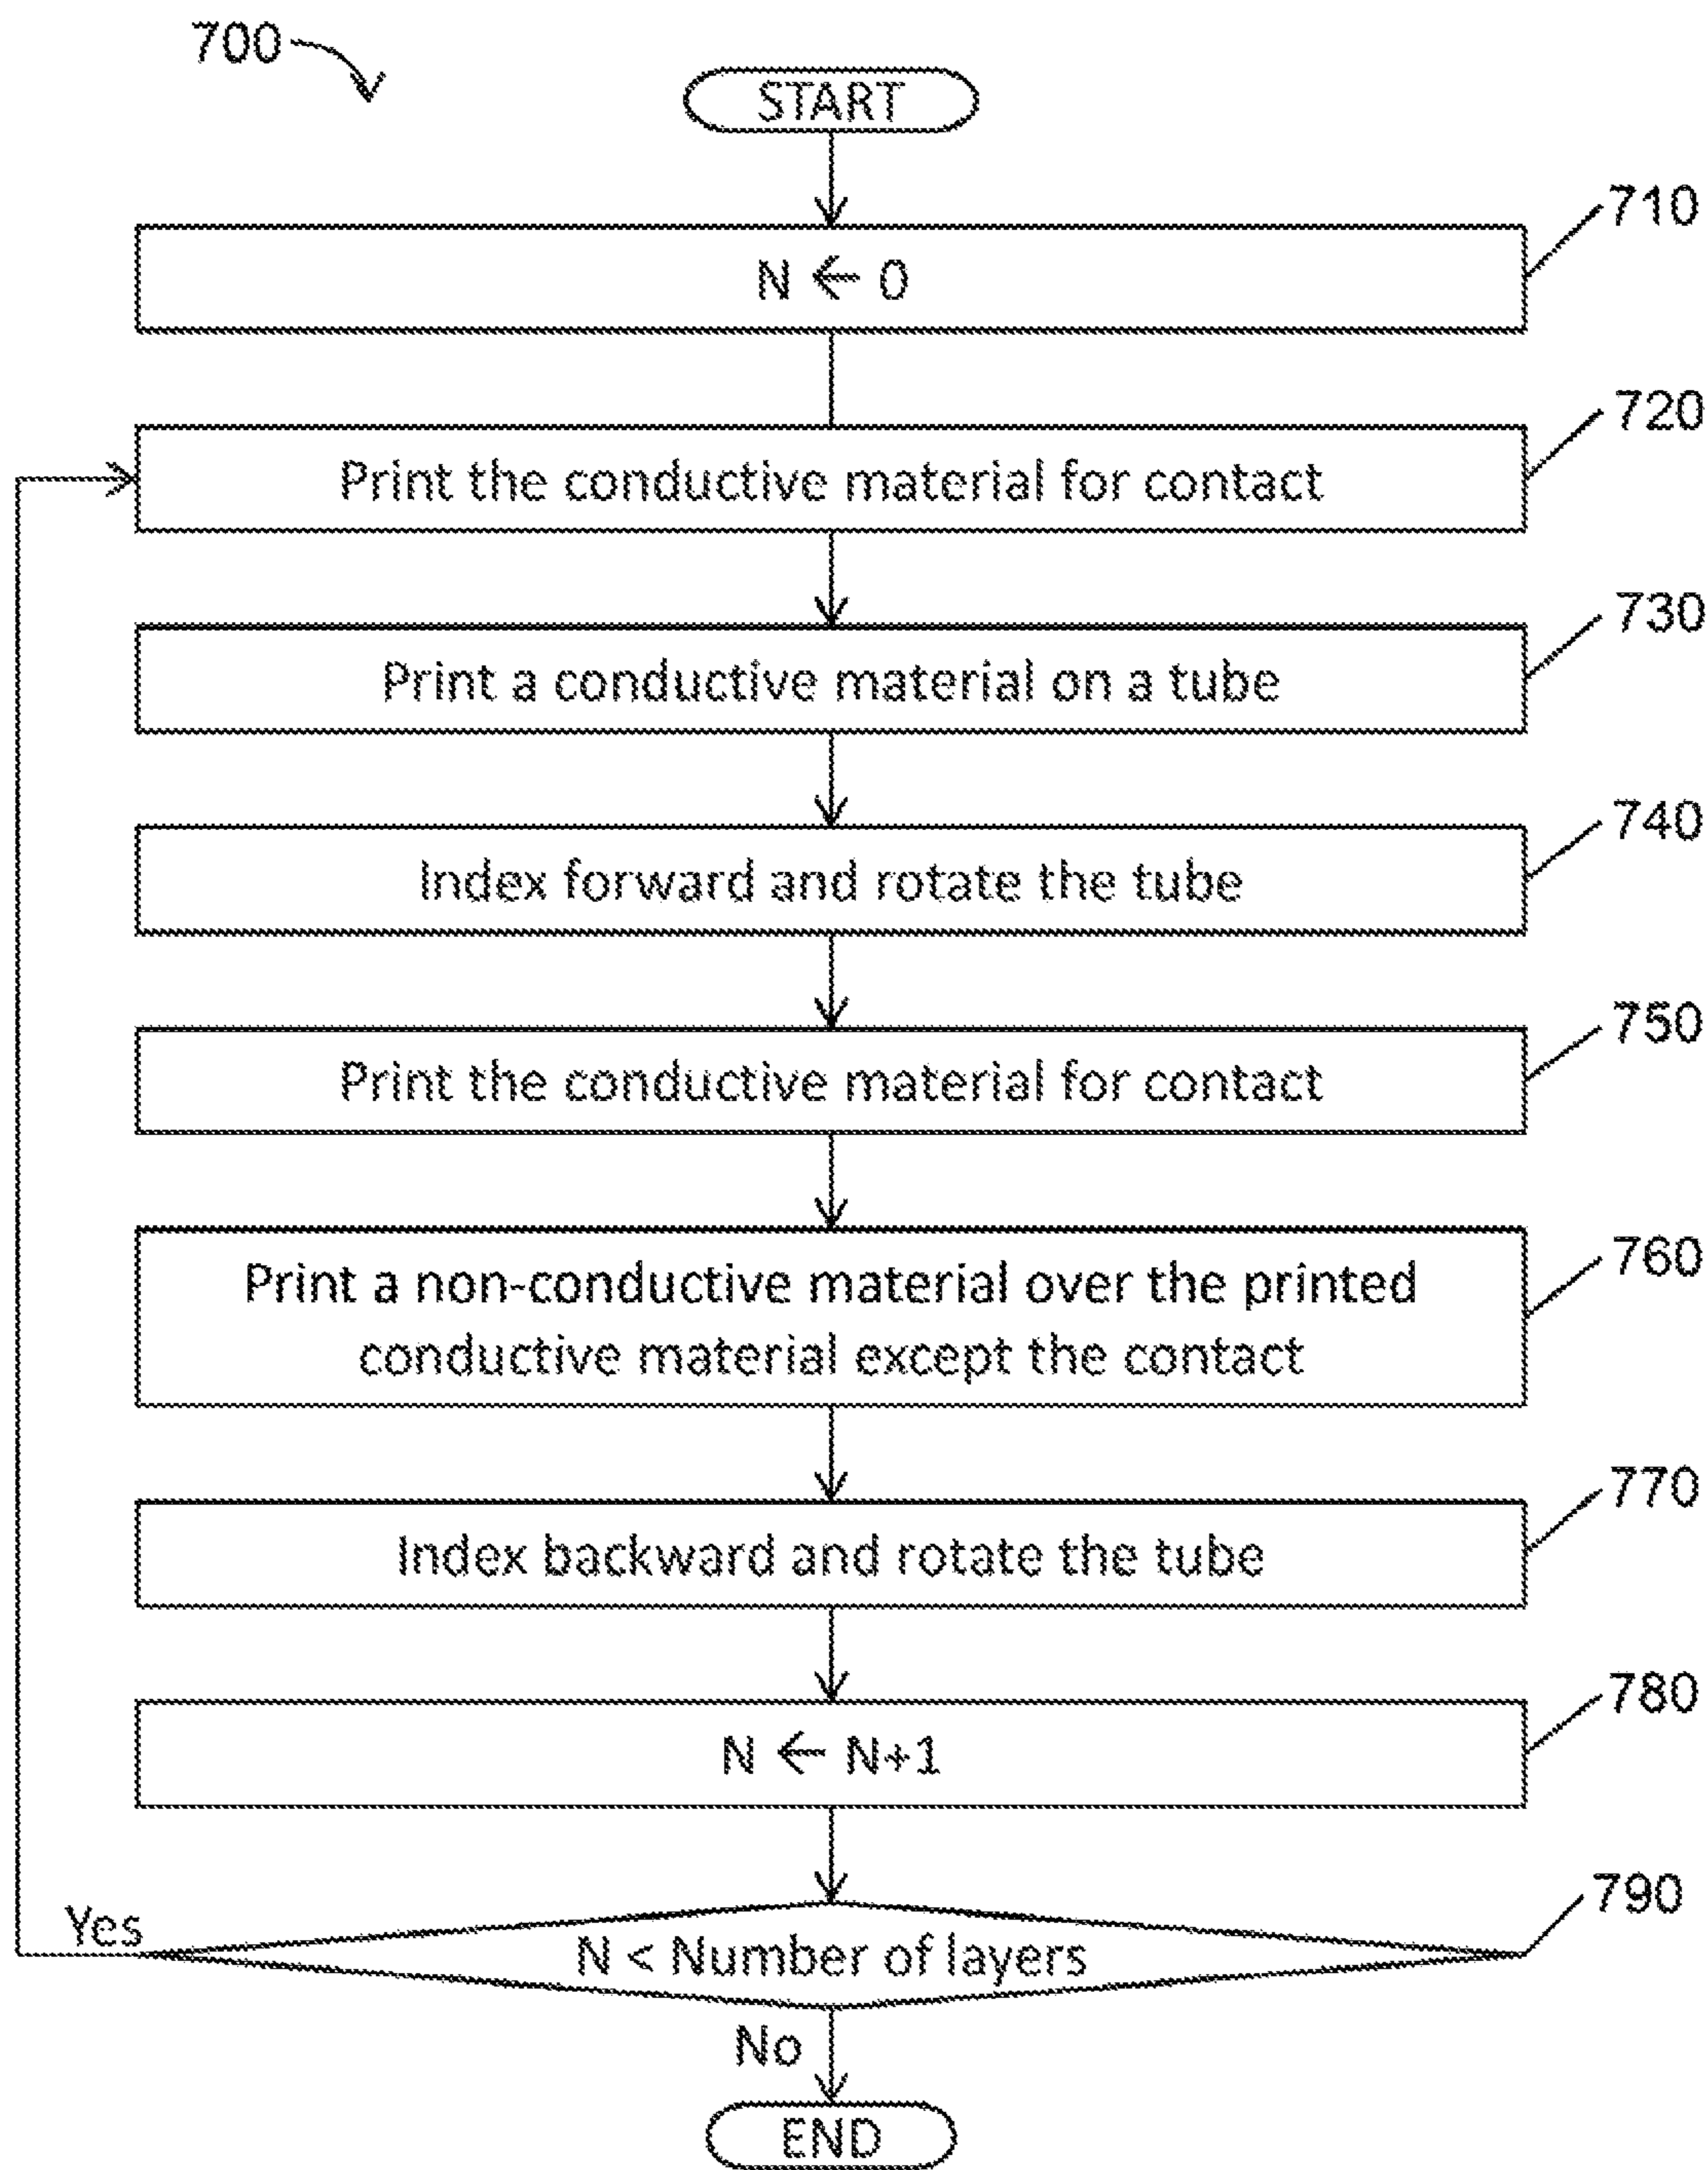 700
START
710
N ← 0
720
Print the conductive material for contact
730
Print a conductive material on a tube
740
Index forward and rotate the tube
750
Print the conductive material for contact
760
Print a non-conductive material over the printed
conductive material except the contact
770
Index backward and rotate the tube
780
N ← N+1
790
Yes
N < Number of layers
No
END